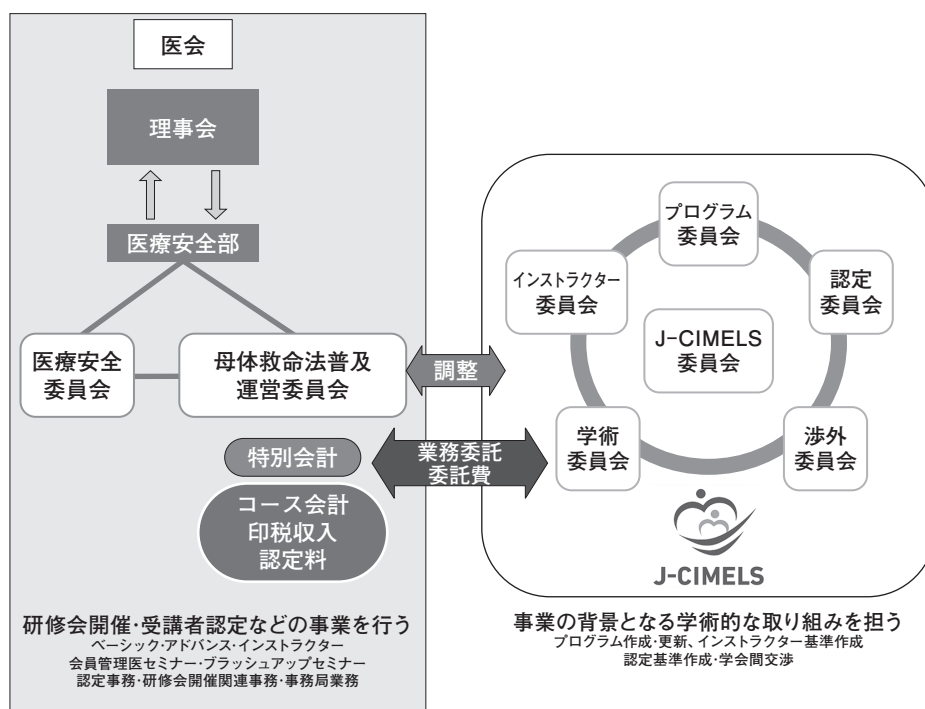 医会
理事会
医療安全部
医療安全
委員会
母体救命法普及
運営委員会
調整
特別会計
業務委託
委託費
コース会計
印税収入
認定料
研修会開催・受講者認定などの事業を行う
ベーシック・アドバンス・インストラクター
会員管理医セミナー・ブラッシュアップセミナー
認定事務・研修会開催関連事務・事務局業務
プログラム
委員会
インストラクター
委員会
認定
委員会
J-CIMELS
委員会
学術
委員会
渉外
委員会
J-CIMELS
事業の背景となる学術的な取り組みを担う
プログラム作成・更新、インストラクター基準作成
認定基準作成・学会間交渉